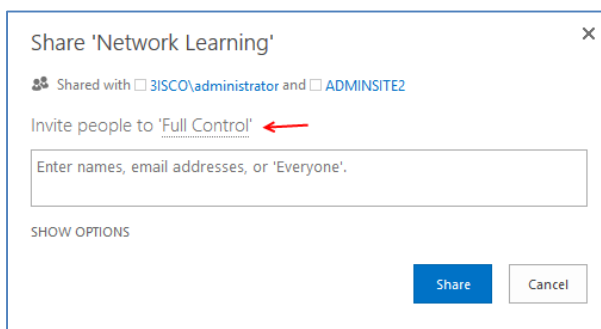 Share 'Network Learning'
Shared with 3ISCO\administrator and ADMINSITE2
Invite people to 'Full Control'
Enter names, email addresses, or 'Everyone'.
SHOW OPTIONS
Share Cancel